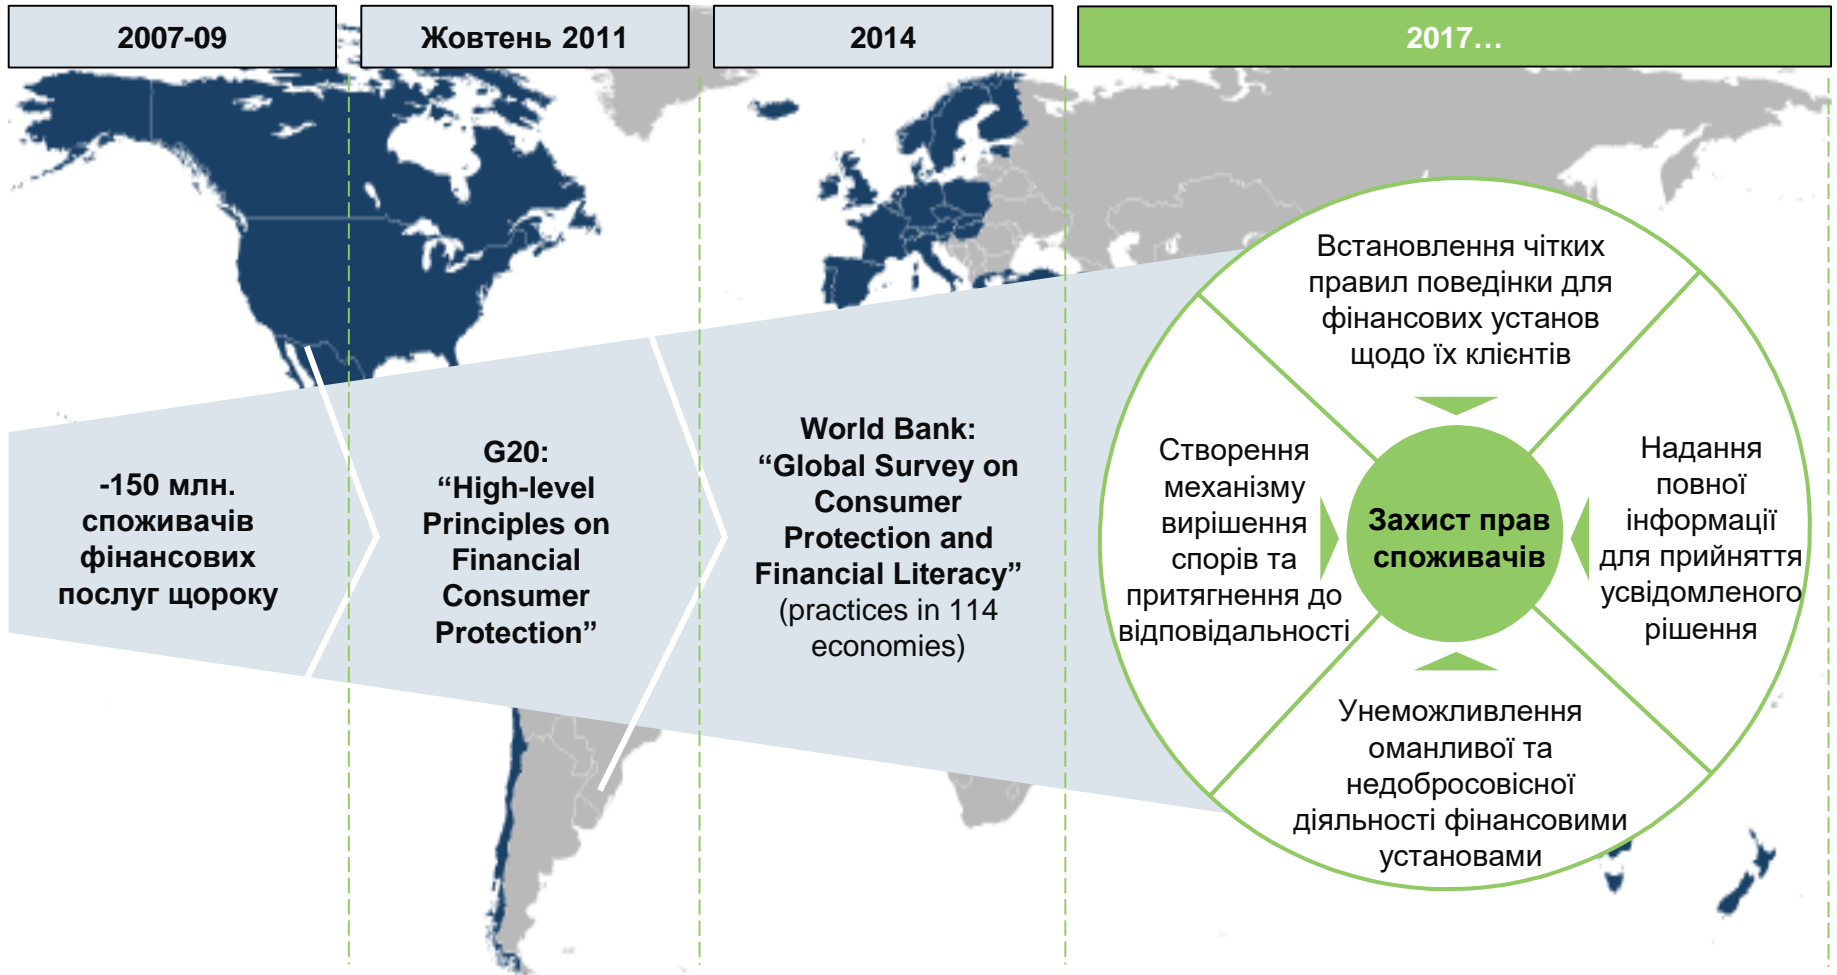 2007-09
Жовтень 2011
2014
2017…
-150 млн.
споживачів
фінансових
послуг щороку
G20:
“High-level
Principles on
Financial
Consumer
Protection”
World Bank:
“Global Survey on
Consumer
Protection and
Financial Literacy”
(practices in 114
economies)
Встановлення чітких
правил поведінки для
фінансових установ
щодо їх клієнтів
Створення
механізму
вирішення
спорів та
притягнення до
відповідальності
Захист прав
споживачів
Надання
повної
інформації
для прийняття
усвідомленого
рішення
Унеможливлення
оманливої та
недобросовісної
діяльності фінансовими
установами